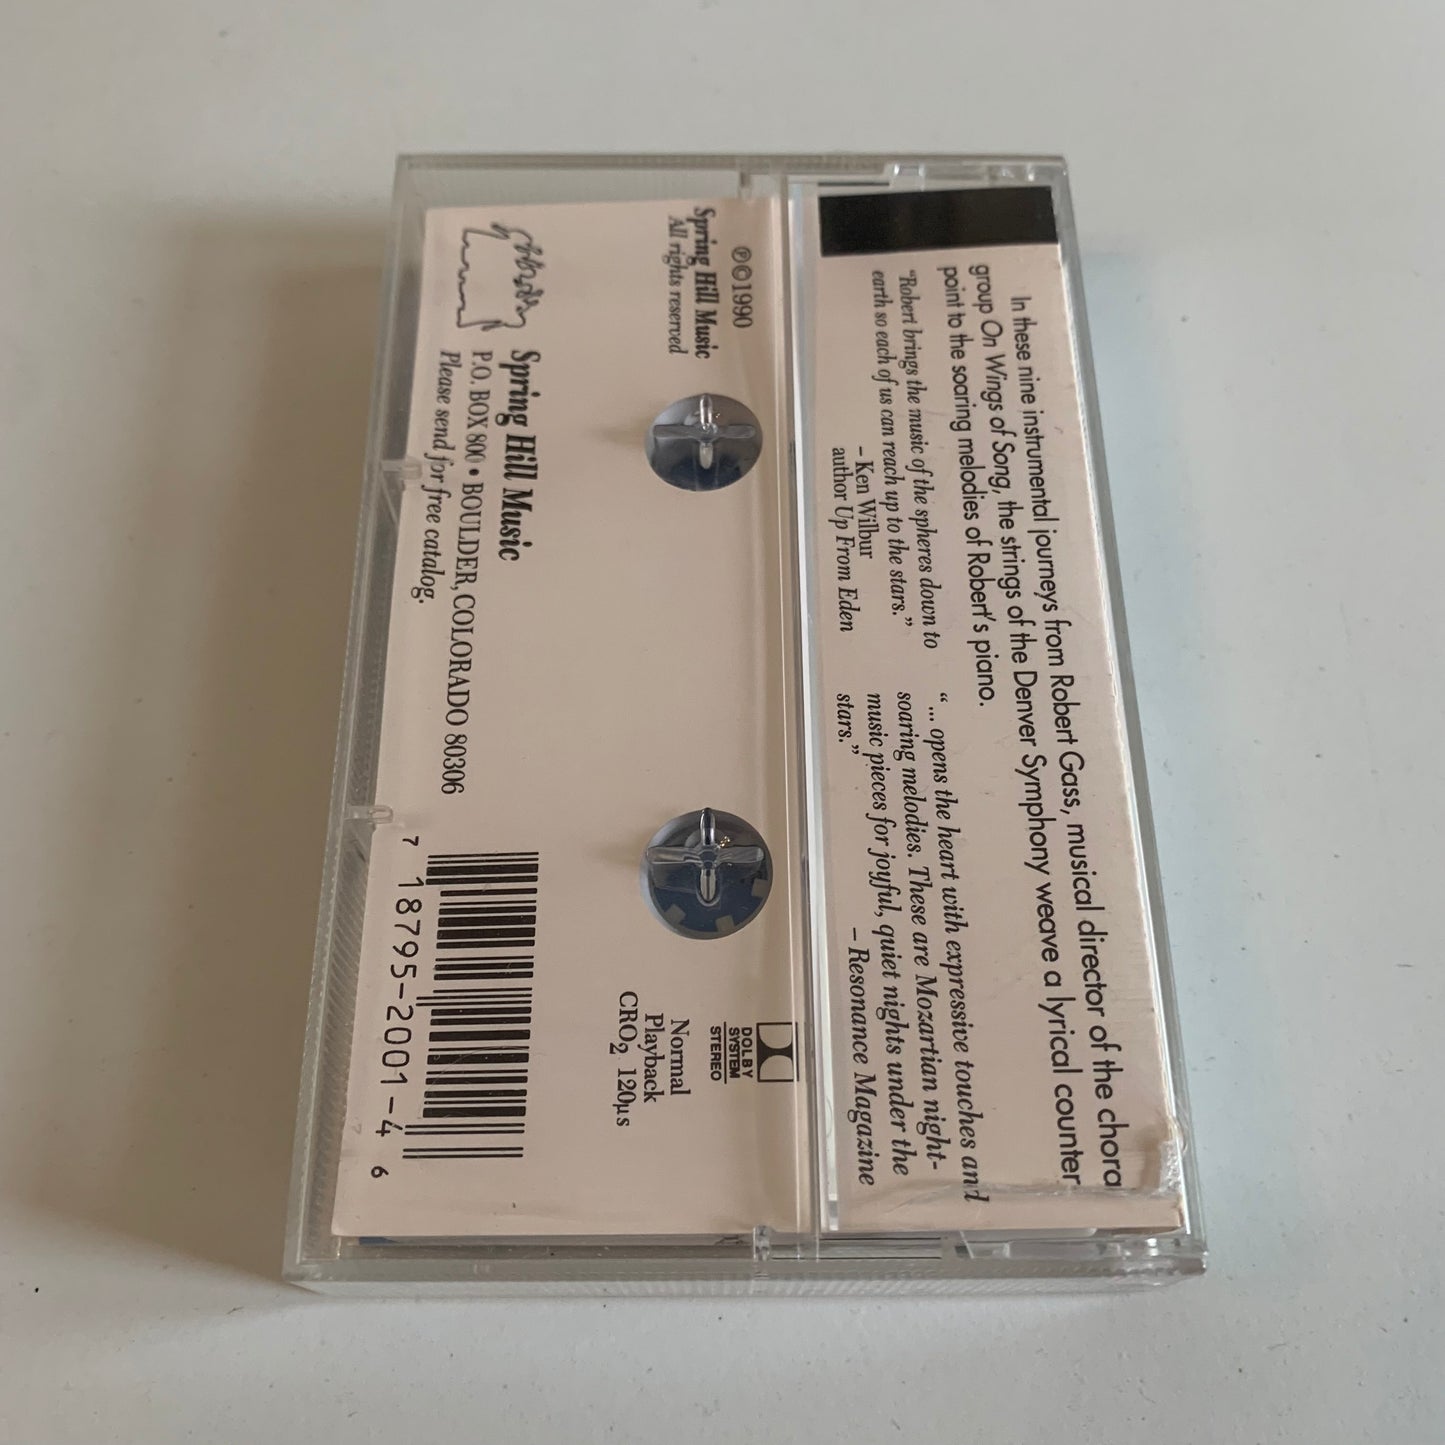 In these nine instrumental journeys from Robert Gass, musical director of the chora
group On Wings of Song, the strings of the Denver Symphony weave a lyrical counter
point to the soaring melodies of Robert's piano.
"Robert brings the music of the spheres down to
earth so each of us can reach up to the stars."
– Ken Wilbur
author Up From Eden
" ... opens the heart with expressive touches and
soaring melodies. These are Mozartian night-
music pieces for joyful, quiet nights under the
stars."
– Resonance Magazine
℗©1990
Spring Hill Music
All rights reserved
DOLBY
SYSTEM
STEREO
Normal
Playback
CRO2 120µs
Spring Hill Music
P.O. BOX 800 • BOULDER, COLORADO 80306
Please send for free catalog.
7 18795-2001-4 6